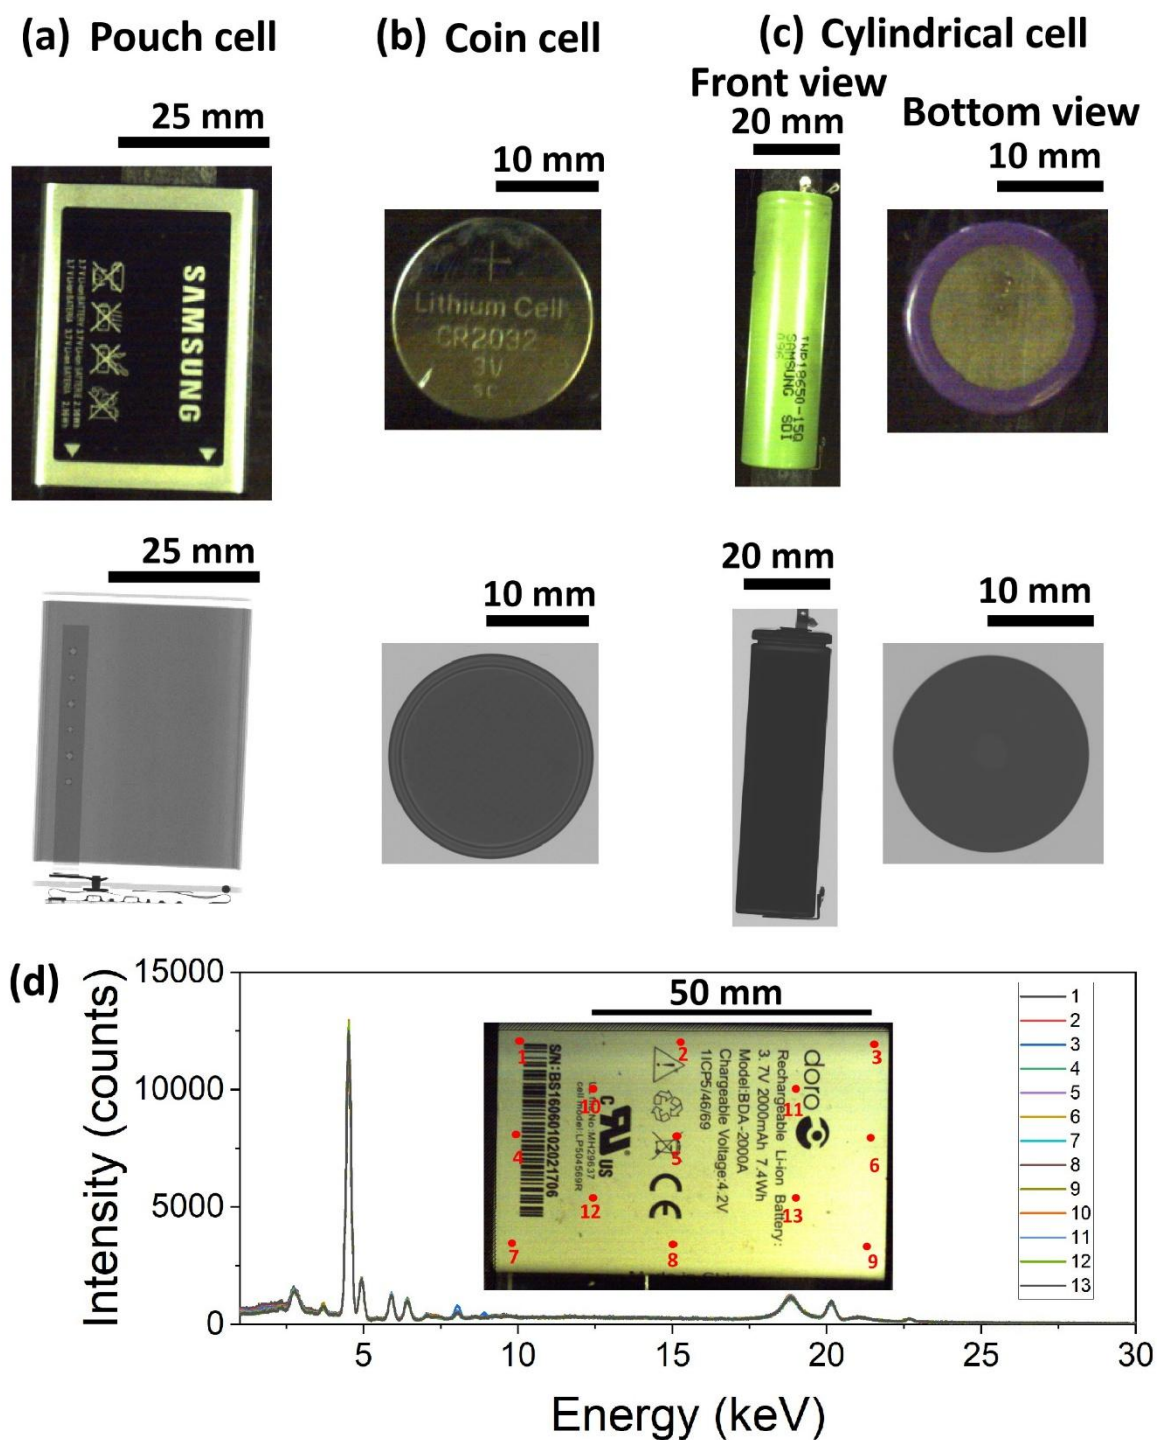 (a) Pouch cell
(b) Coin cell
(c) Cylindrical cell
Front view
Bottom view
25 mm
10 mm
20 mm
10 mm
SAMSUNG
Lithium Cell
CR2032
3V
INR18650-15Q
SAMSUNG SDI
25 mm
10 mm
20 mm
10 mm
(d)
Intensity (counts)
15000
10000
5000
0
5
10
15
20
25
30
Energy (keV)
50 mm
doro
Rechargeable Li-ion Battery:
3.7V 2000mAh 7.4Wh
Model:BDA-2000A
1ICP5/46/69
Chargeable Voltage:4.2V
CE
C UL US
cell model:LP504569R
S/N:BS16060102021706
1
2
3
10
11
4
5
6
12
13
7
8
9
1
2
3
4
5
6
7
8
9
10
11
12
13